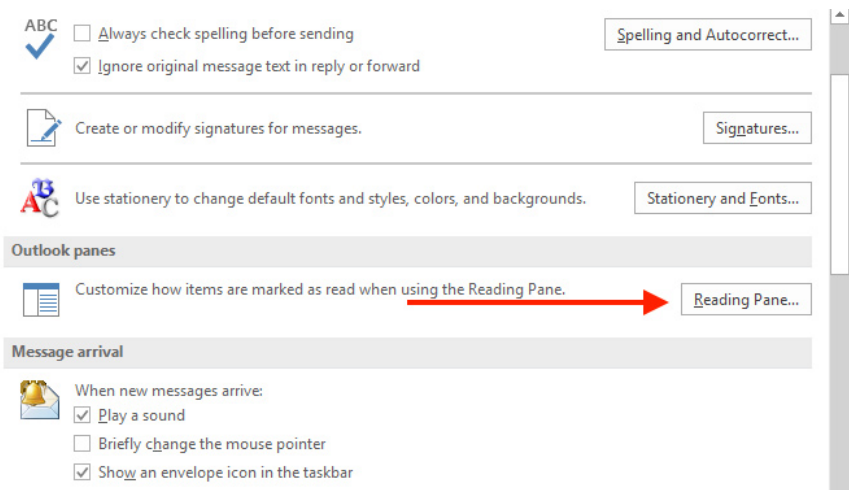 ABC
Always check spelling before sending
Spelling and Autocorrect...
Ignore original message text in reply or forward
Create or modify signatures for messages.
Signatures...
ABC
Use stationery to change default fonts and styles, colors, and backgrounds.
Stationery and Fonts...
Outlook panes
Customize how items are marked as read when using the Reading Pane.
Reading Pane...
Message arrival
When new messages arrive:
Play a sound
Briefly change the mouse pointer
Show an envelope icon in the taskbar